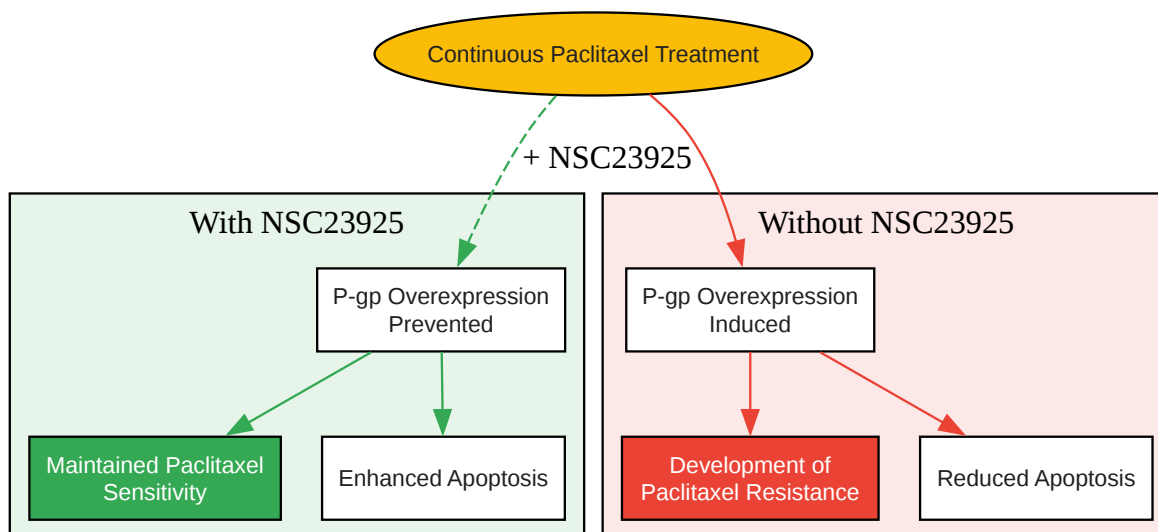 Continuous Paclitaxel Treatment
+ NSC23925
With NSC23925
P-gp Overexpression
Prevented
Maintained Paclitaxel
Sensitivity
Enhanced Apoptosis
Without NSC23925
P-gp Overexpression
Induced
Development of
Paclitaxel Resistance
Reduced Apoptosis